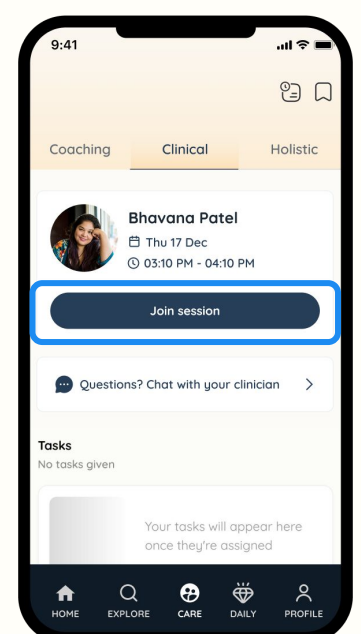 9:41
Coaching Clinical Holistic
Bhavana Patel
Thu 17 Dec
03:10 PM - 04:10 PM
Join session
Questions? Chat with your clinician
Tasks
No tasks given
Your tasks will appear here
once they're assigned
HOME EXPLORE CARE DAILY PROFILE